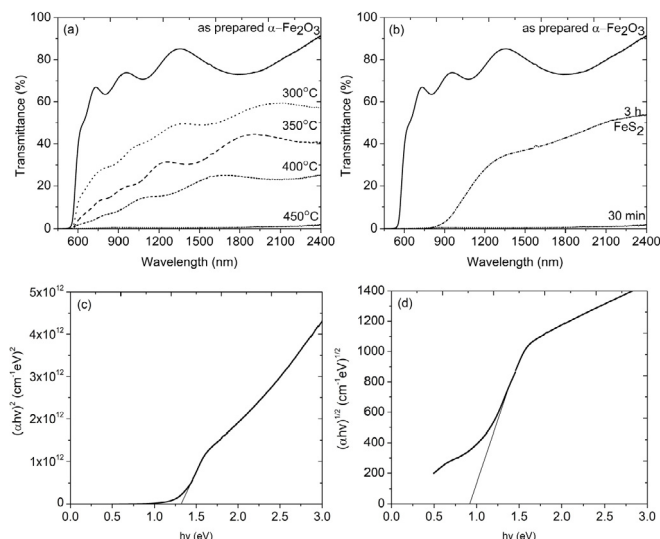 (a) as prepared α–Fe2O3
100
80
60
40
20
0
Transmittance (%)
300°C
350°C
400°C
450°C
600 900 1200 1500 1800 2100 2400
Wavelength (nm)
(b) as prepared α–Fe2O3
100
80
60
40
20
0
Transmittance (%)
3 h
FeS2
30 min
600 900 1200 1500 1800 2100 2400
Wavelength (nm)
(c)
5x10^12
4x10^12
3x10^12
2x10^12
1x10^12
0
(αhν)^2 (cm^-1eV)^2
0.0 0.5 1.0 1.5 2.0 2.5 3.0
hν (eV)
(d)
1400
1200
1000
800
600
400
200
0
(αhν)^1/2 (cm^-1eV)^1/2
0.0 0.5 1.0 1.5 2.0 2.5 3.0
hν (eV)